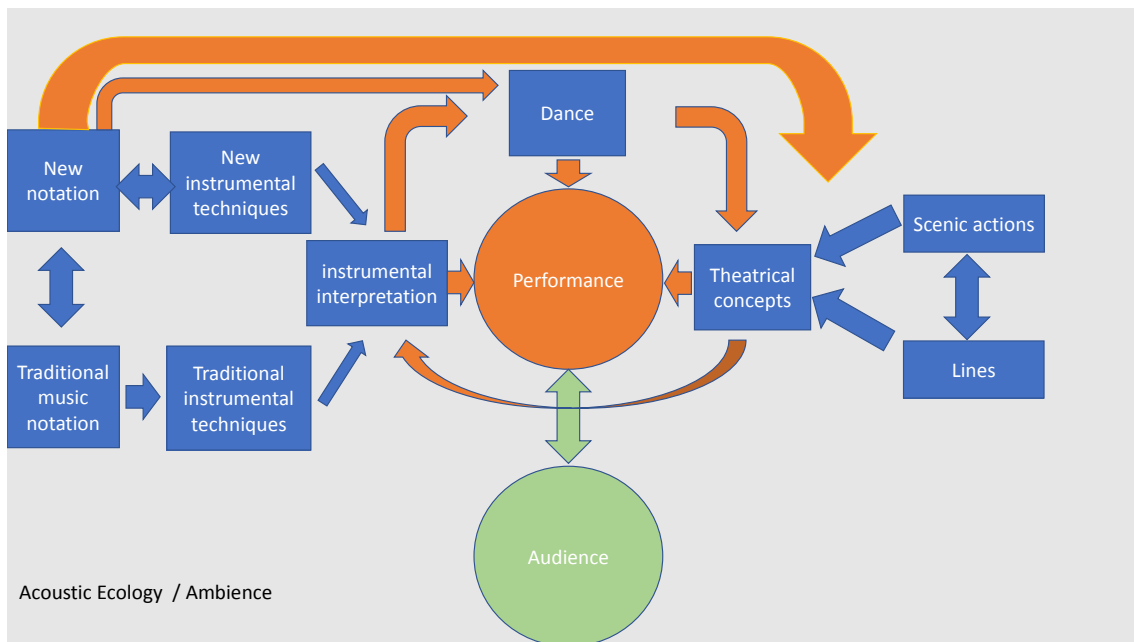 Dance
New
notation
New
instrumental
techniques
instrumental
interpretation
Performance
Theatrical
concepts
Scenic actions
Lines
Traditional
music
notation
Traditional
instrumental
techniques
Audience
Acoustic Ecology  / Ambience